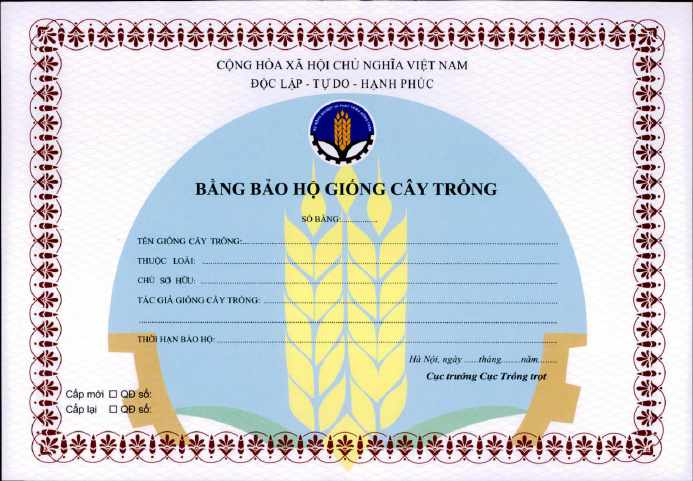 CỘNG HÒA XÃ HỘI CHỦ NGHĨA VIỆT NAM
ĐỘC LẬP - TỰ DO - HẠNH PHÚC
BẰNG BẢO HỘ GIỐNG CÂY TRỒNG
SỐ BẰNG:...............
TÊN GIỐNG CÂY TRỒNG:...............
THUỘC LOÀI: ...............
CHỦ SỞ HỮU: ...............
TÁC GIẢ GIỐNG CÂY TRỒNG: ...............
THỜI HẠN BẢO HỘ:...............
Hà Nội, ngày ......tháng........năm........
Cục trưởng Cục Trồng trọt
Cấp mới ☐ QĐ số:
Cấp lại ☐ QĐ số: